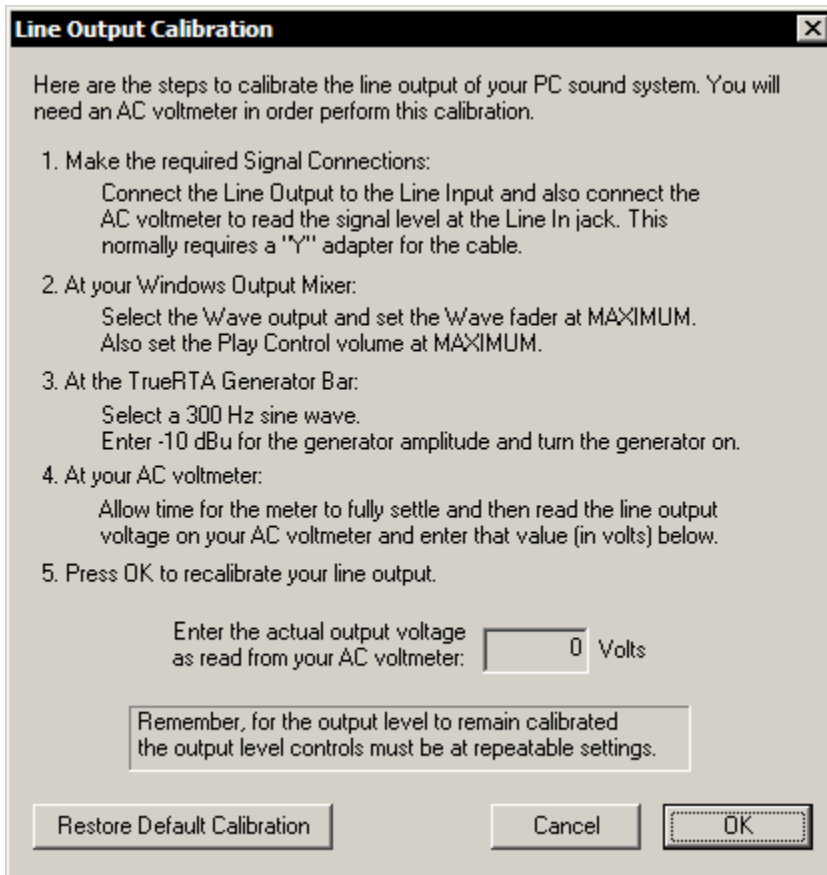 Line Output Calibration
Here are the steps to calibrate the line output of your PC sound system. You will
need an AC voltmeter in order perform this calibration.
1. Make the required Signal Connections:
Connect the Line Output to the Line Input and also connect the
AC voltmeter to read the signal level at the Line In jack. This
normally requires a "Y" adapter for the cable.
2. At your Windows Output Mixer:
Select the Wave output and set the Wave fader at MAXIMUM.
Also set the Play Control volume at MAXIMUM.
3. At the TrueRTA Generator Bar:
Select a 300 Hz sine wave.
Enter -10 dBu for the generator amplitude and turn the generator on.
4. At your AC voltmeter:
Allow time for the meter to fully settle and then read the line output
voltage on your AC voltmeter and enter that value (in volts) below.
5. Press OK to recalibrate your line output.
Enter the actual output voltage
as read from your AC voltmeter:
0 Volts
Remember, for the output level to remain calibrated
the output level controls must be at repeatable settings.
Restore Default Calibration
Cancel
OK